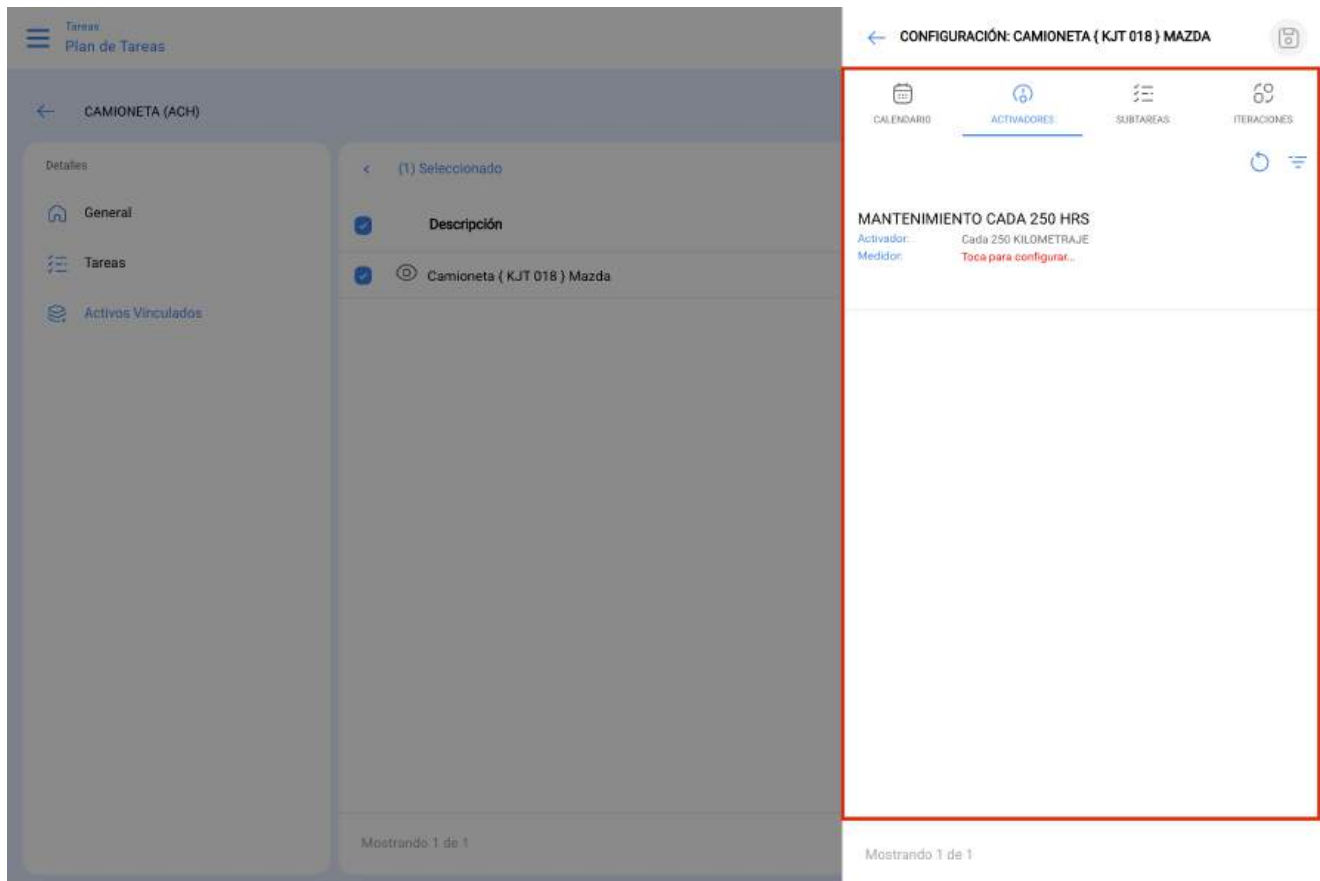 Tareas
Plan de Tareas
CAMIONETA (ACH)
Detalles
General
Tareas
Activos Vinculados
(1) Seleccionado
Descripción
Camioneta { KJT 018 } Mazda
Mostrando 1 de 1
CONFIGURACIÓN: CAMIONETA { KJT 018 } MAZDA
CALENDARIO ACTIVADORES SUBTAREAS ITERACIONES
MANTENIMIENTO CADA 250 HRS
Activador: Cada 250 KILOMETRAJE
Medidor: Toca para configurar...
Mostrando 1 de 1